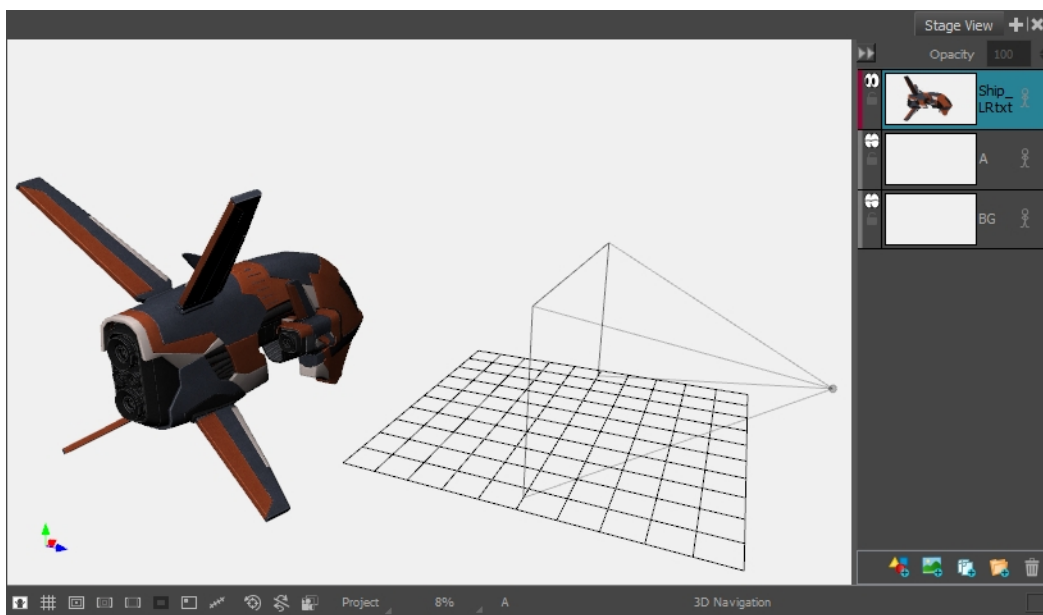 Stage View
Opacity 100
Ship_
LRtxt
A
BG
Project 8% A 3D Navigation